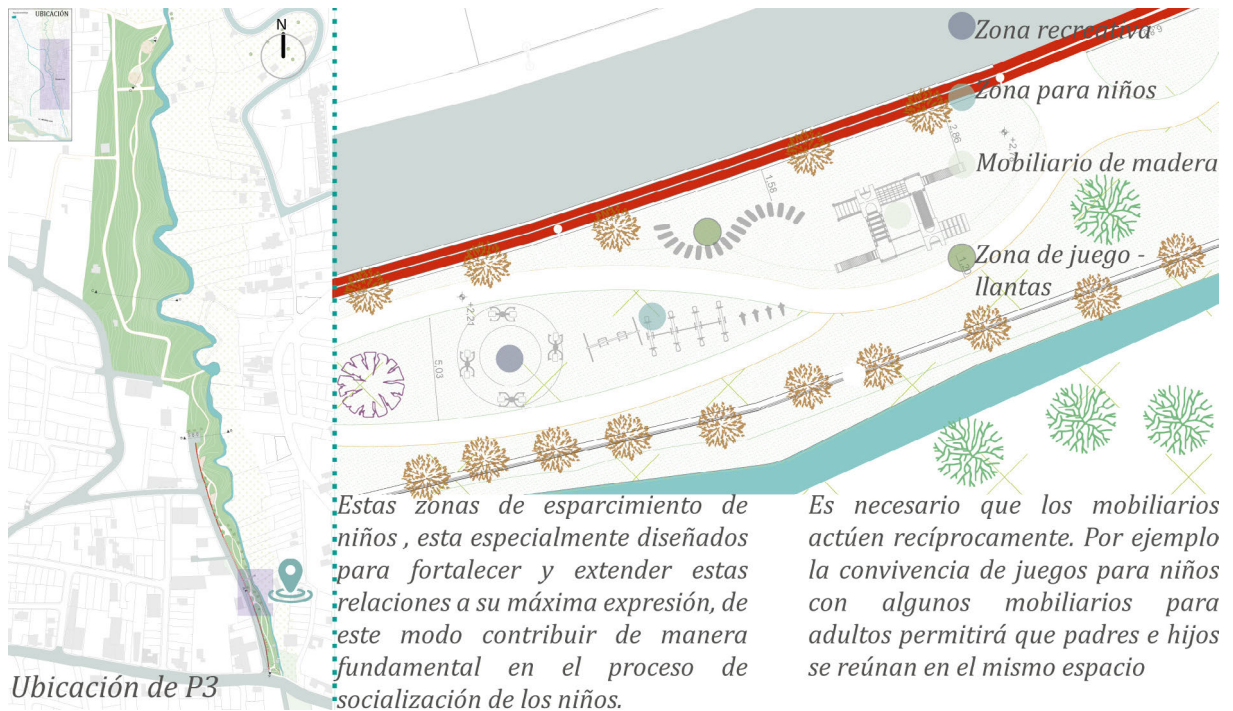 UBICACIÓN
N
Ubicación de P3
Zona recreativa
Zona para niños
Mobiliario de madera
Zona de juego -
llantas
2,86
1,56
+2,21
5,03
Estas zonas de esparcimiento de
niños , esta especialmente diseñados
para fortalecer y extender estas
relaciones a su máxima expresión, de
este modo contribuir de manera
fundamental en el proceso de
socialización de los niños.
Es necesario que los mobiliarios
actúen recíprocamente. Por ejemplo
la convivencia de juegos para niños
con algunos mobiliarios para
adultos permitirá que padres e hijos
se reúnan en el mismo espacio